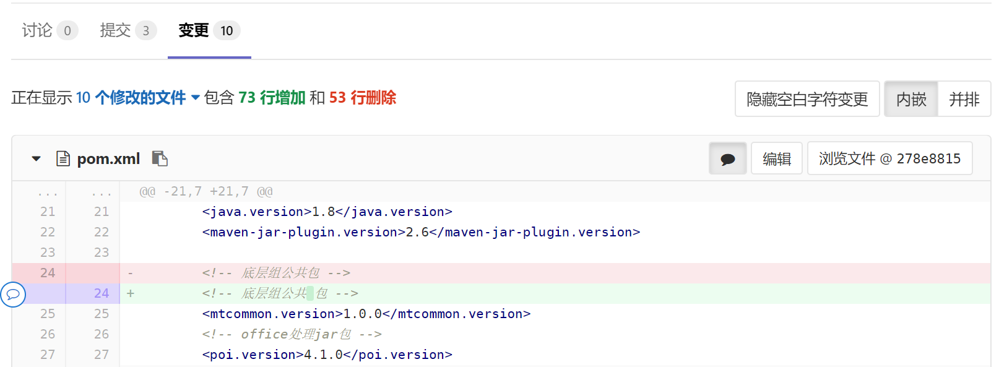 讨论 0 提交 3 变更 10
正在显示 10 个修改的文件 包含 73 行增加 和 53 行删除 隐藏空白字符变更 内嵌 并排
pom.xml 编辑 浏览文件 @ 278e8815
... ... @@ -21,7 +21,7 @@
21 21 <java.version>1.8</java.version>
22 22 <maven-jar-plugin.version>2.6</maven-jar-plugin.version>
23 23
24 - <!-- 底层组公共包 -->
24 + <!-- 底层组公共 包 -->
25 25 <mtcommon.version>1.0.0</mtcommon.version>
26 26 <!-- office处理jar包 -->
27 27 <poi.version>4.1.0</poi.version>